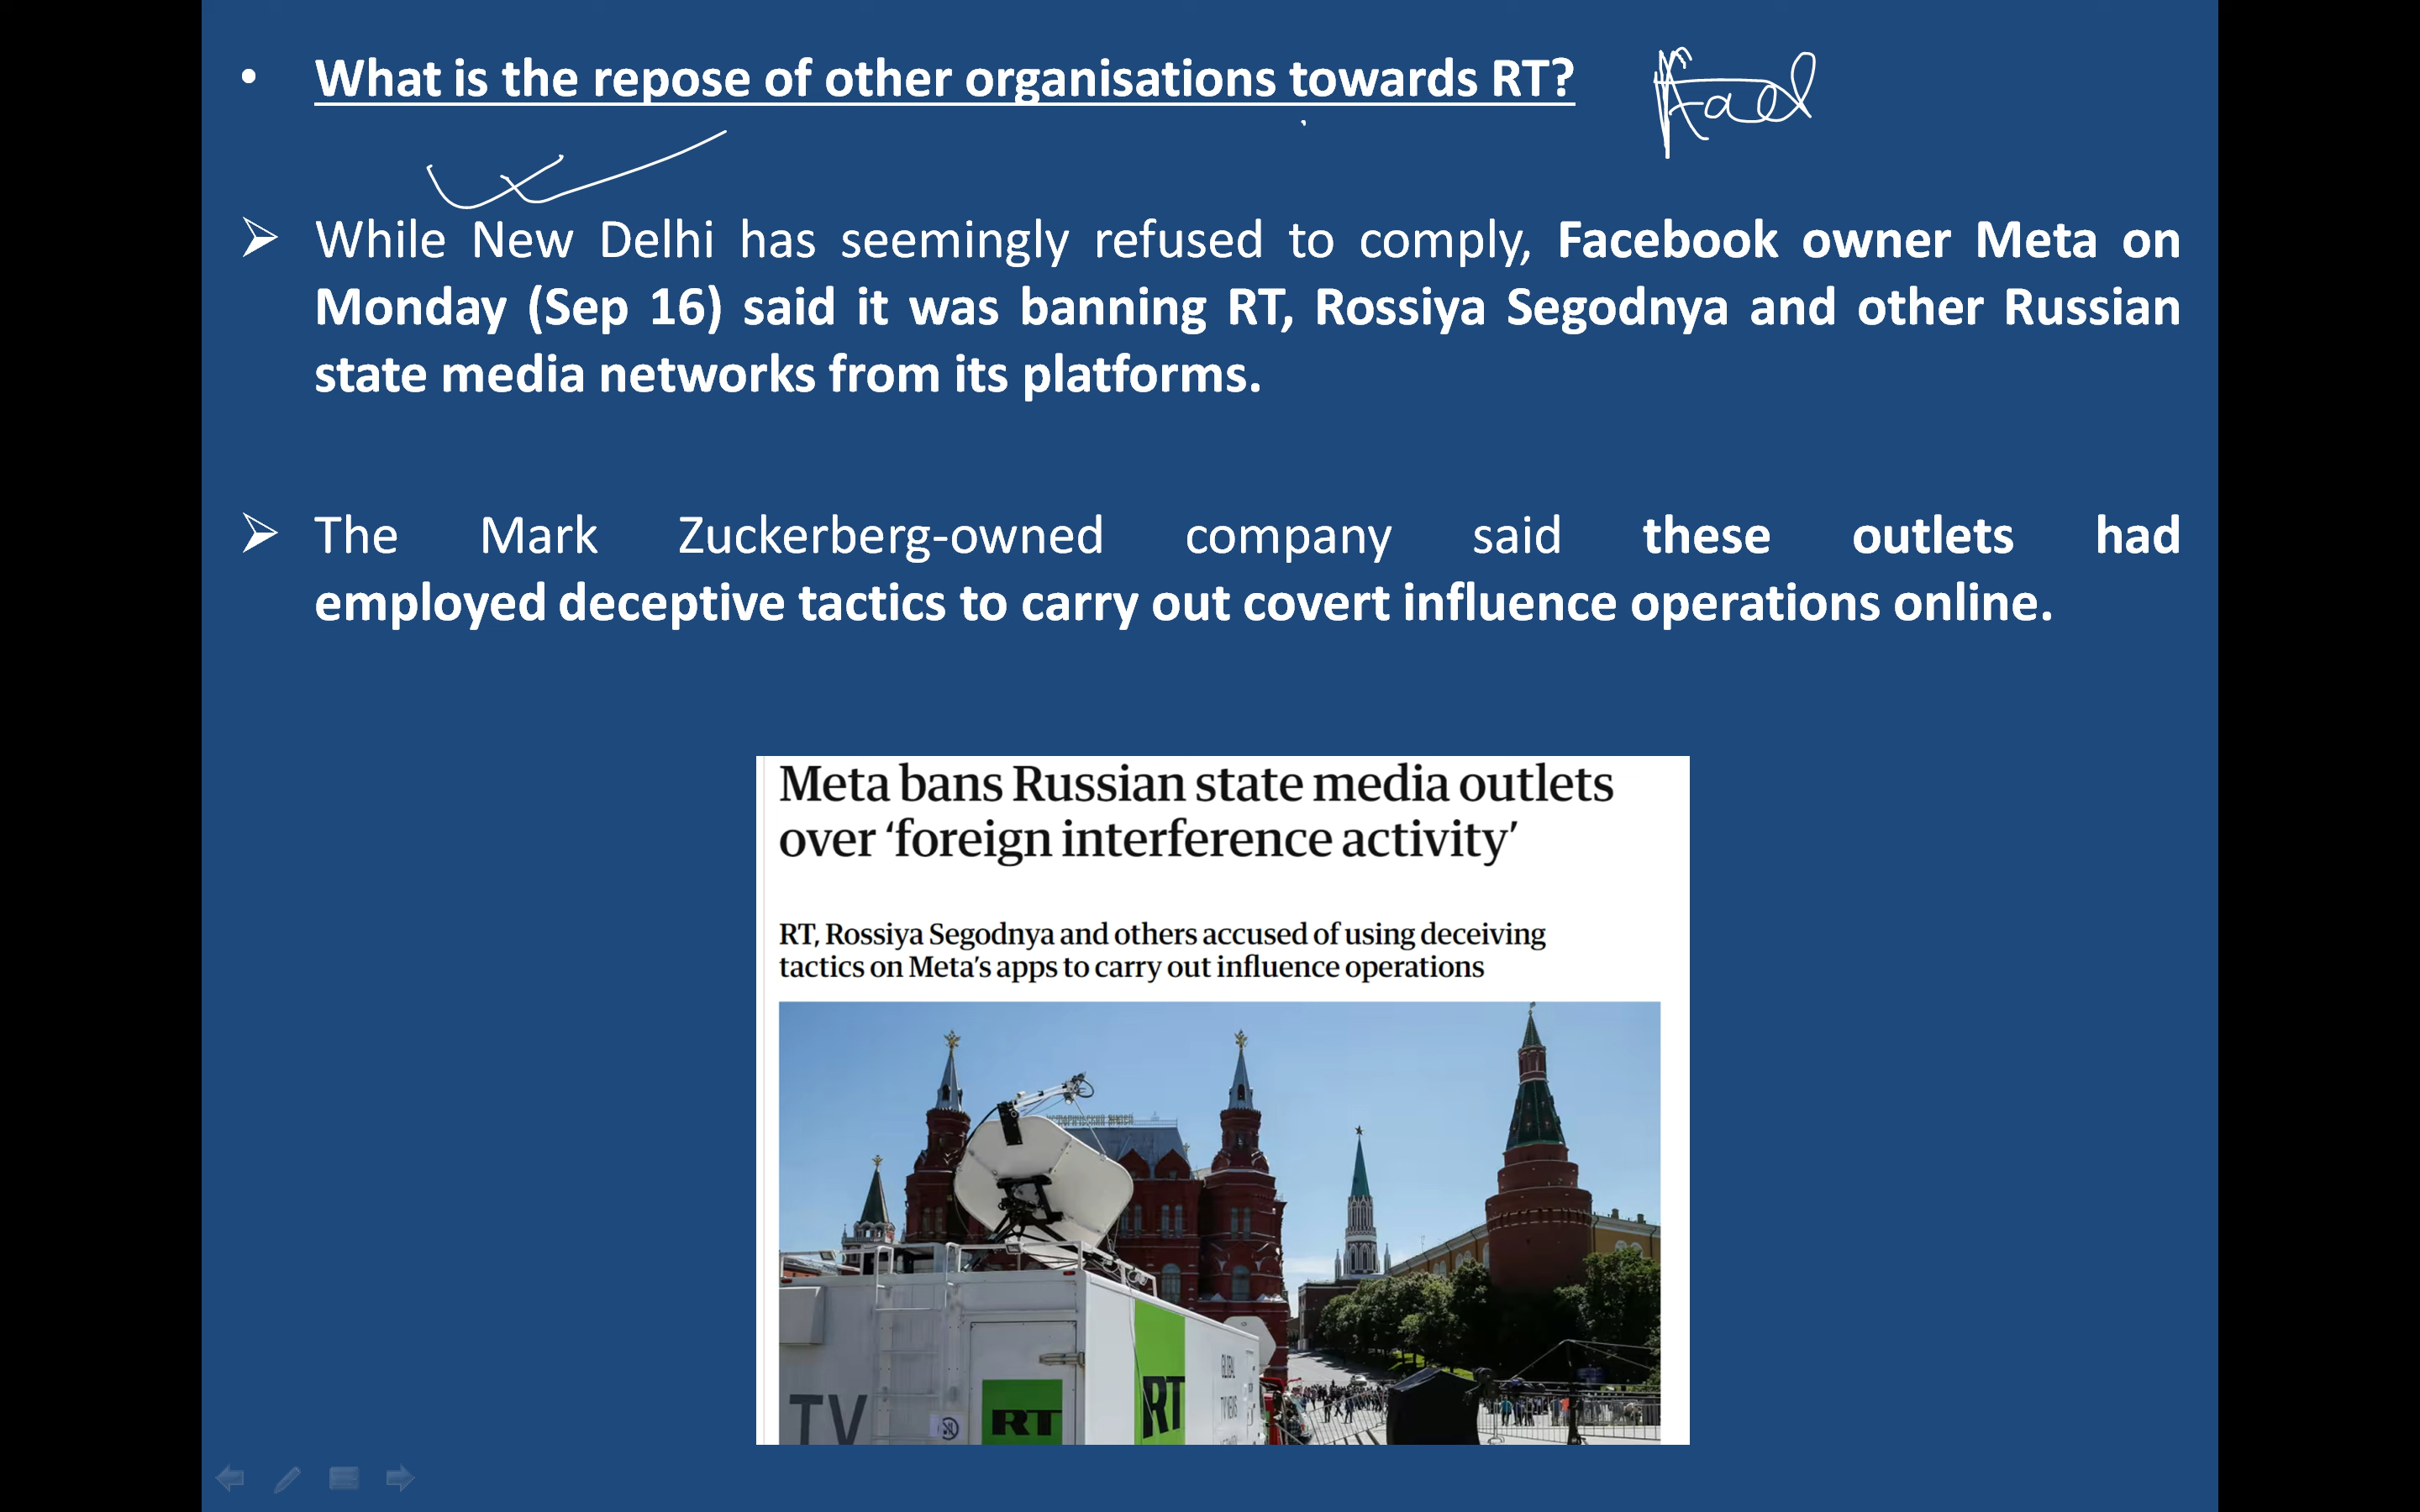 • What is the repose of other organisations towards RT?
➢ While New Delhi has seemingly refused to comply, Facebook owner Meta on
Monday (Sep 16) said it was banning RT, Rossiya Segodnya and other Russian
state media networks from its platforms.
➢ The Mark Zuckerberg-owned company said these outlets had
employed deceptive tactics to carry out covert influence operations online.
Meta bans Russian state media outlets
over ‘foreign interference activity’
RT, Rossiya Segodnya and others accused of using deceiving
tactics on Meta’s apps to carry out influence operations
TV
RT
RT